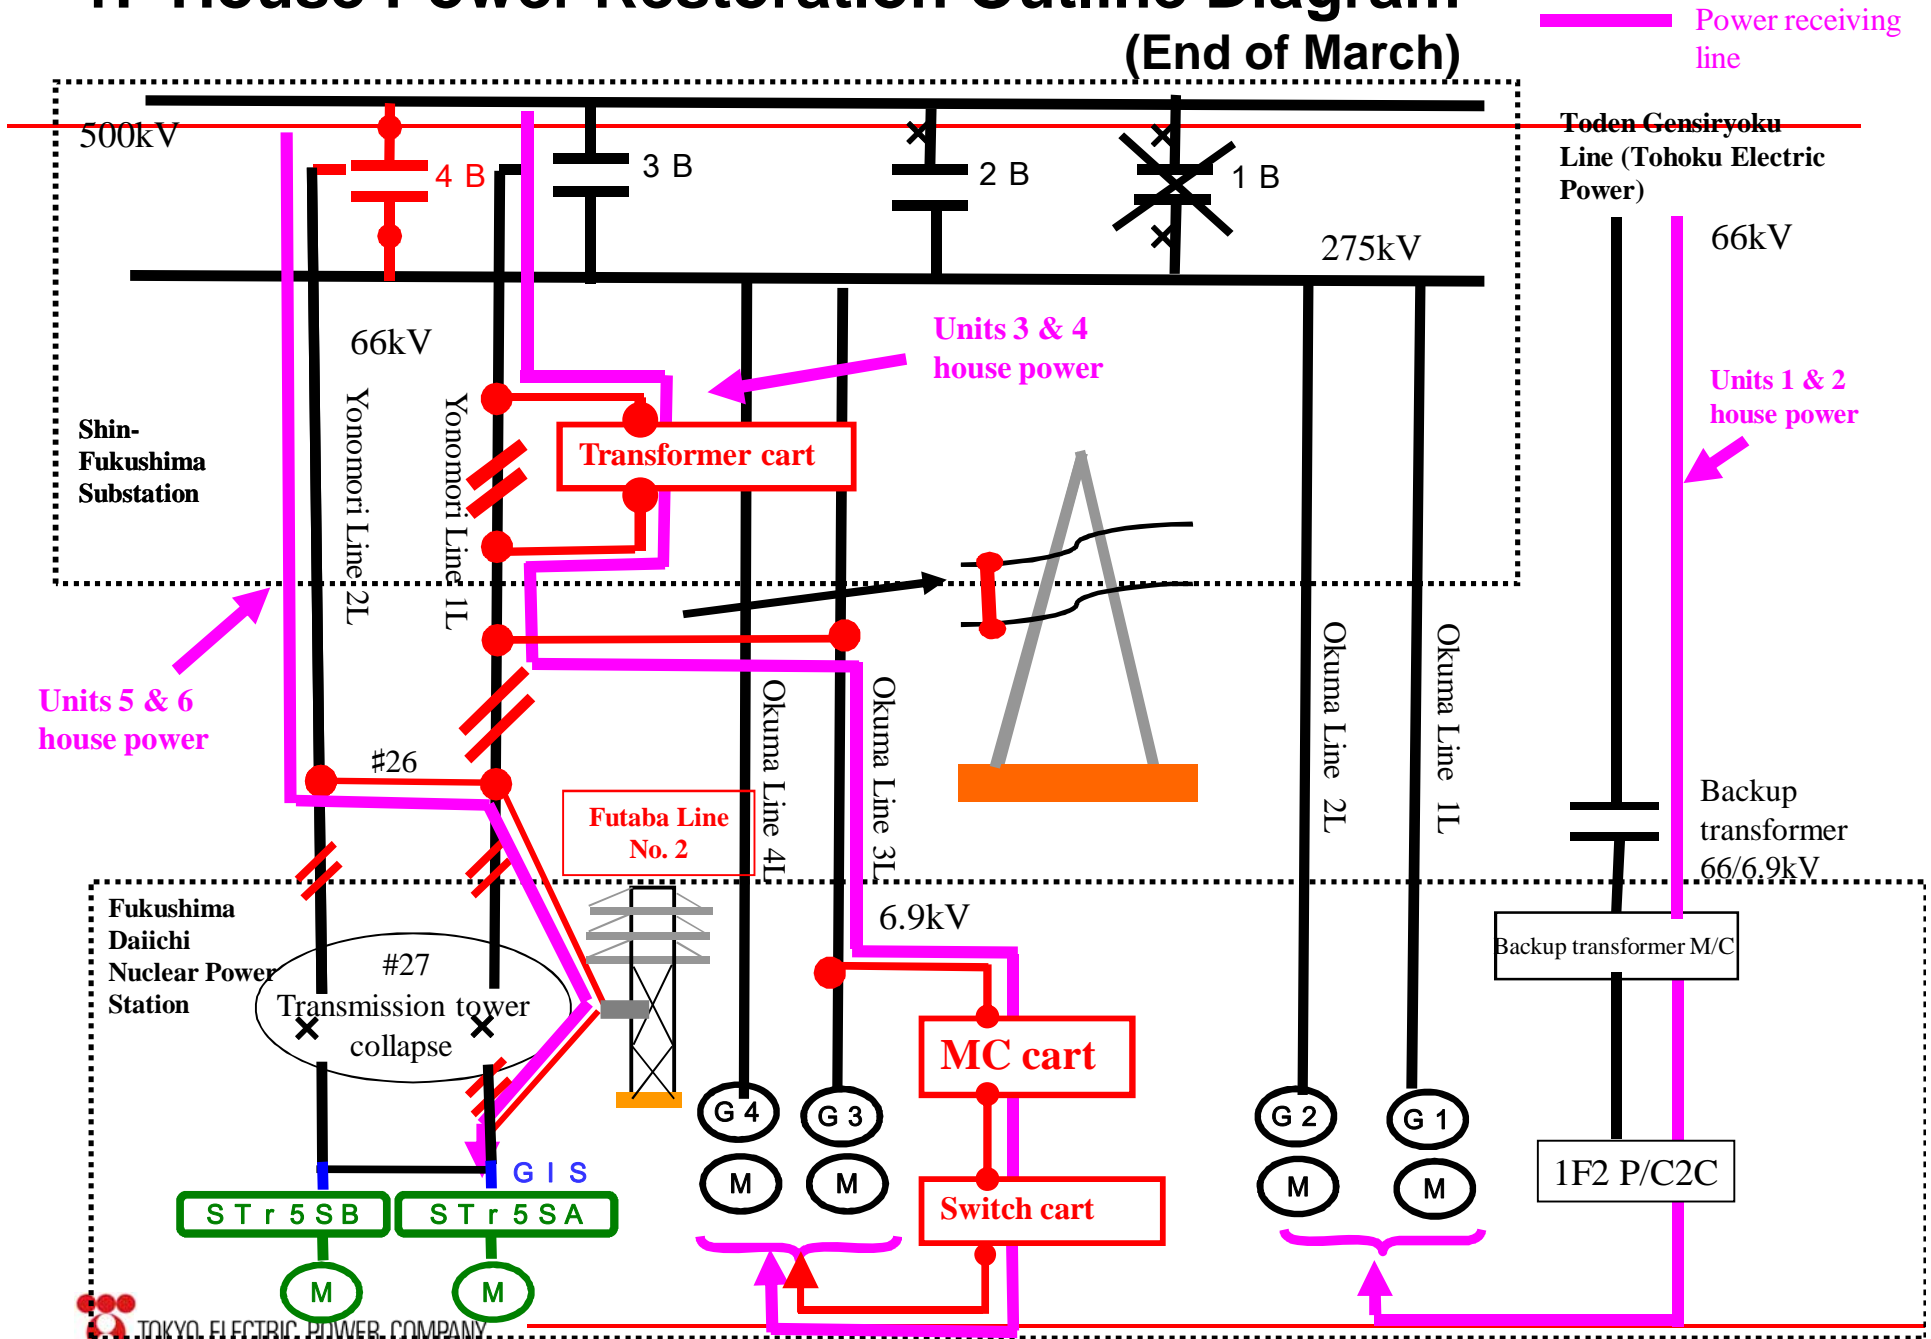 House Power Restoration Outline Diagram
(End of March)
Power receiving
line
500kV
4 B
3 B
2 B
1 B
275kV
Toden Gensiryoku
Line (Tohoku Electric
Power)
66kV
66kV
Units 3 & 4
house power
Units 1 & 2
house power
Shin-
Fukushima
Substation
Yonomori Line 2L
Yonomori Line 1L
Transformer cart
Units 5 & 6
house power
#26
Futaba Line
No. 2
Okuma Line 4L
Okuma Line 3L
Okuma Line 2L
Okuma Line 1L
Backup
transformer
66/6.9kV
Fukushima
Daiichi
Nuclear Power
Station
#27
Transmission tower
collapse
6.9kV
Backup transformer M/C
MC cart
G 4
G 3
G 2
G 1
M
M
M
M
GIS
STr5SB
STr5SA
Switch cart
1F2 P/C2C
M
M
TOKYO ELECTRIC POWER COMPANY